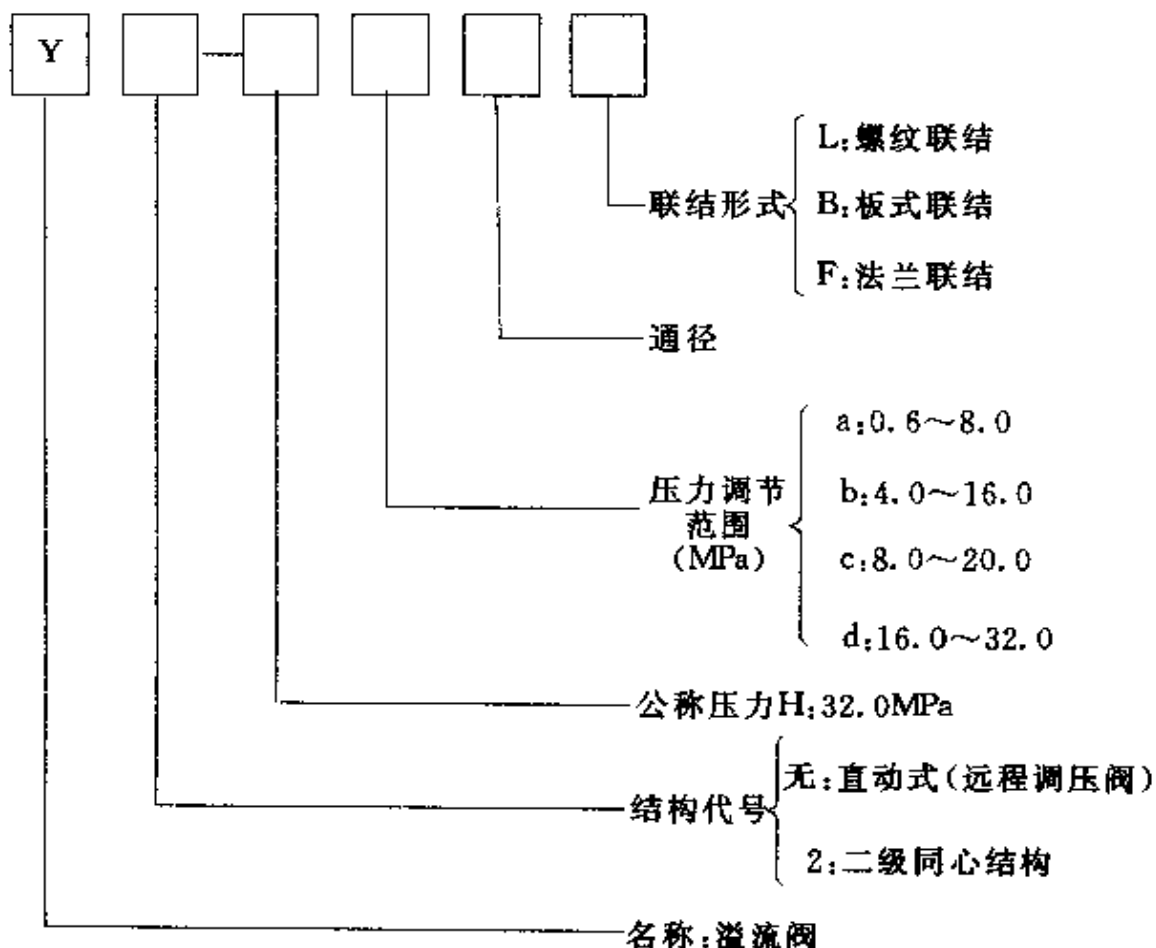 Y
L:螺纹联结
联结形式
B:板式联结
F:法兰联结
通径
a:0.6～8.0
压力调节
b:4.0～16.0
范围
(MPa)
c:8.0～20.0
d:16.0～32.0
公称压力H:32.0MPa
无:直动式(远程调压阀)
结构代号
2:二级同心结构
名称:溢流阀